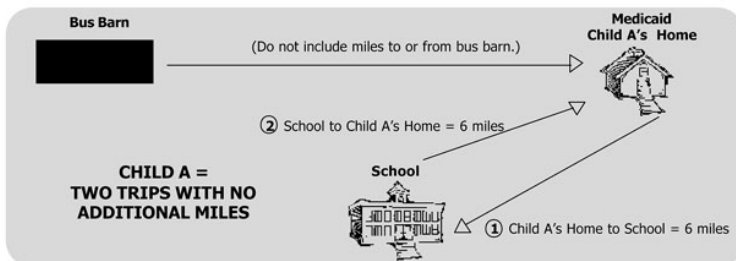 Bus Barn
Medicaid
Child A's Home
(Do not include miles to or from bus barn.)
② School to Child A's Home = 6 miles
CHILD A =
TWO TRIPS WITH NO
ADDITIONAL MILES
School
① Child A's Home to School = 6 miles